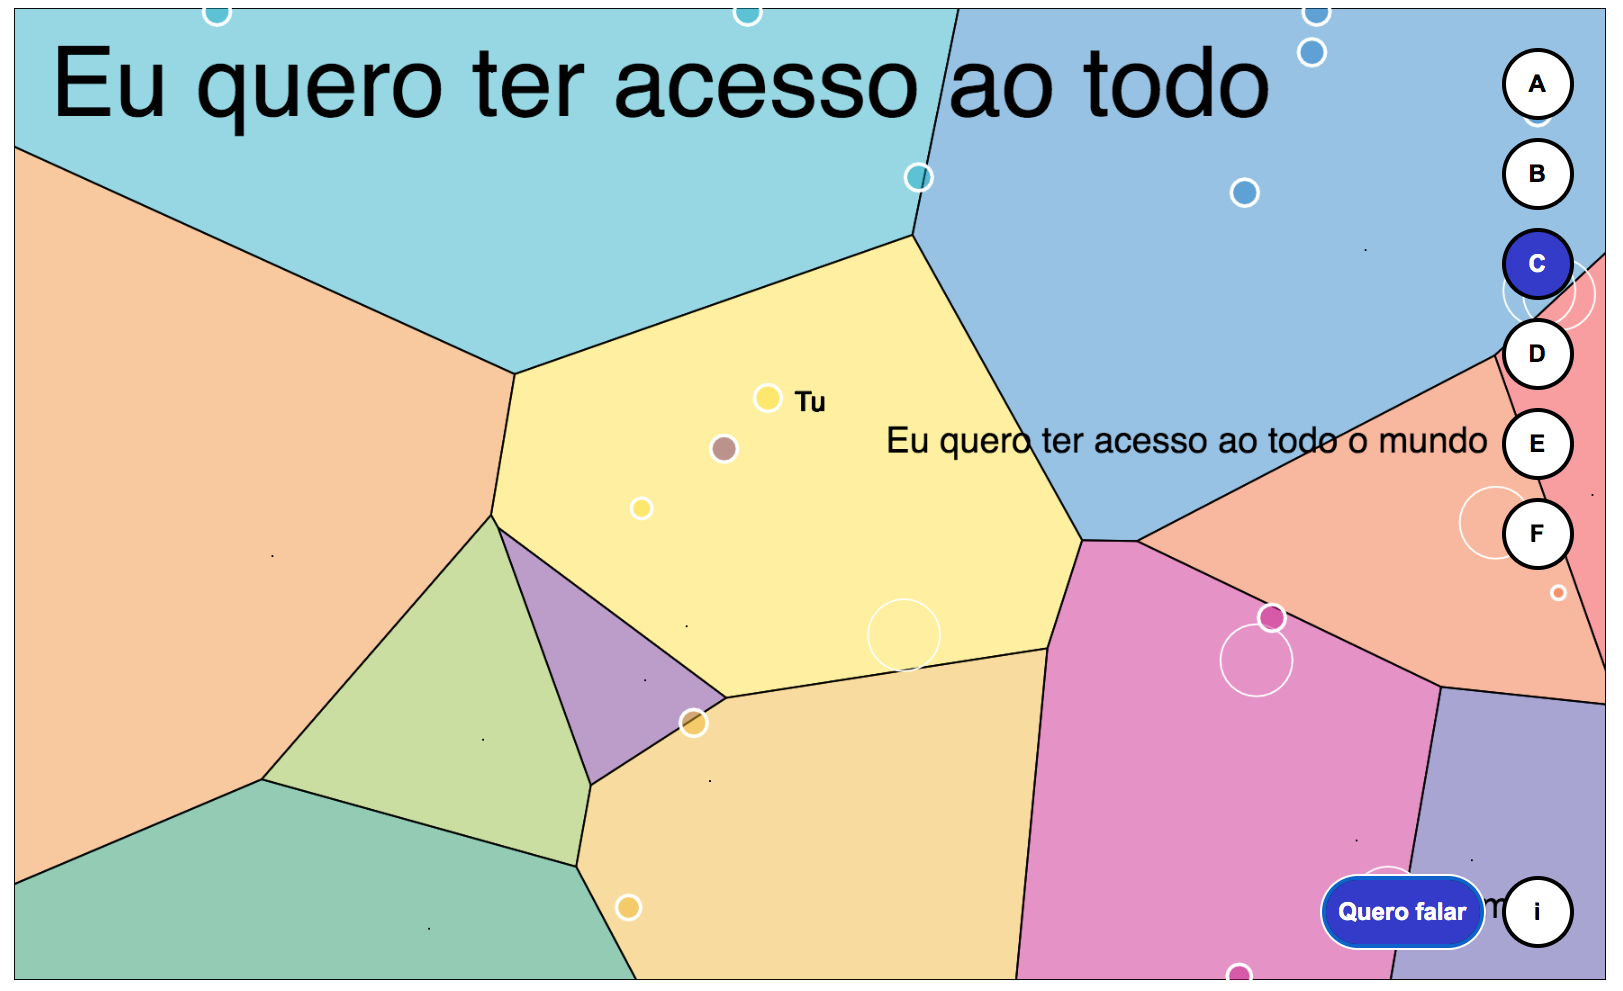 Eu quero ter acesso ao todo
A
B
C
D
Tu
Eu quero ter acesso ao todo o mundo
E
F
Quero falar
m
i